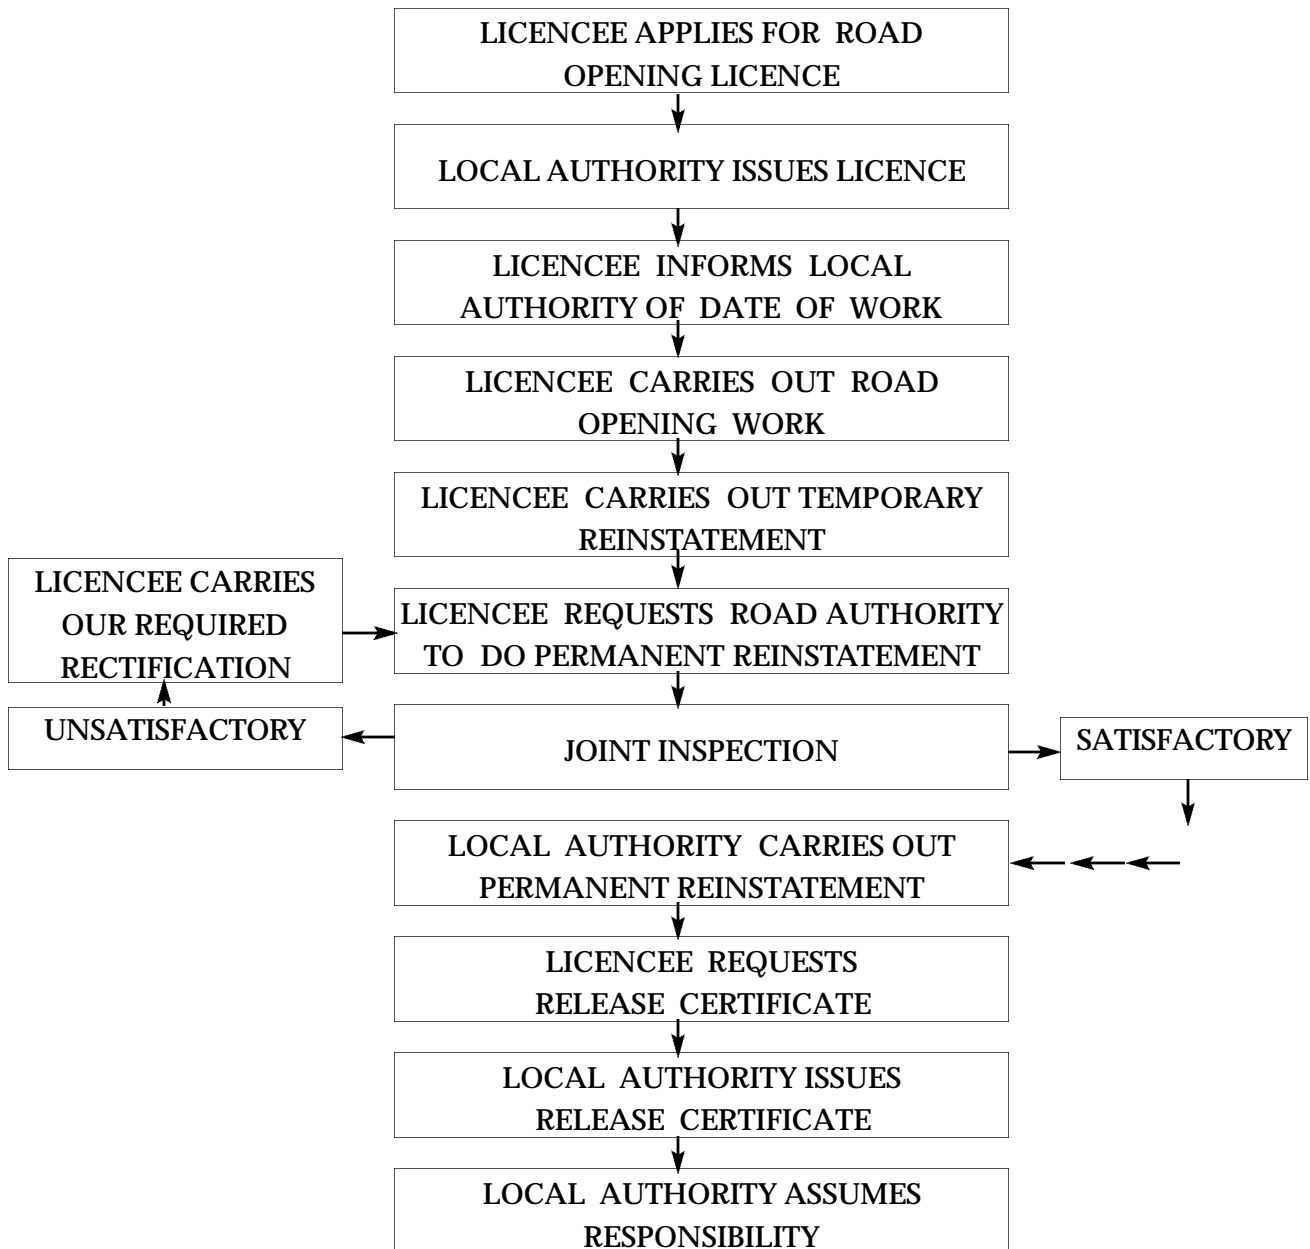 LICENCEE APPLIES FOR ROAD
OPENING LICENCE
LOCAL AUTHORITY ISSUES LICENCE
LICENCEE INFORMS LOCAL
AUTHORITY OF DATE OF WORK
LICENCEE CARRIES OUT ROAD
OPENING WORK
LICENCEE CARRIES OUT TEMPORARY
REINSTATEMENT
LICENCEE CARRIES
OUR REQUIRED
RECTIFICATION
LICENCEE REQUESTS ROAD AUTHORITY
TO DO PERMANENT REINSTATEMENT
UNSATISFACTORY
JOINT INSPECTION
SATISFACTORY
LOCAL AUTHORITY CARRIES OUT
PERMANENT REINSTATEMENT
LICENCEE REQUESTS
RELEASE CERTIFICATE
LOCAL AUTHORITY ISSUES
RELEASE CERTIFICATE
LOCAL AUTHORITY ASSUMES
RESPONSIBILITY